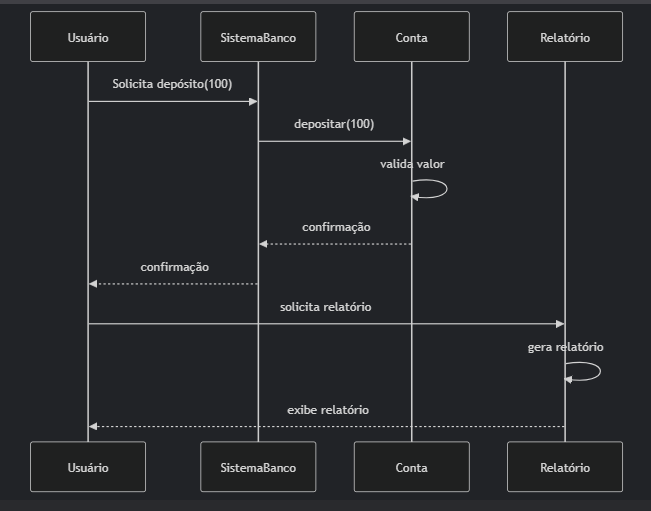 Usuário
SistemaBanco
Conta
Relatório
Solicita depósito(100)
depositar(100)
valida valor
confirmação
confirmação
solicita relatório
gera relatório
exibe relatório
Usuário
SistemaBanco
Conta
Relatório